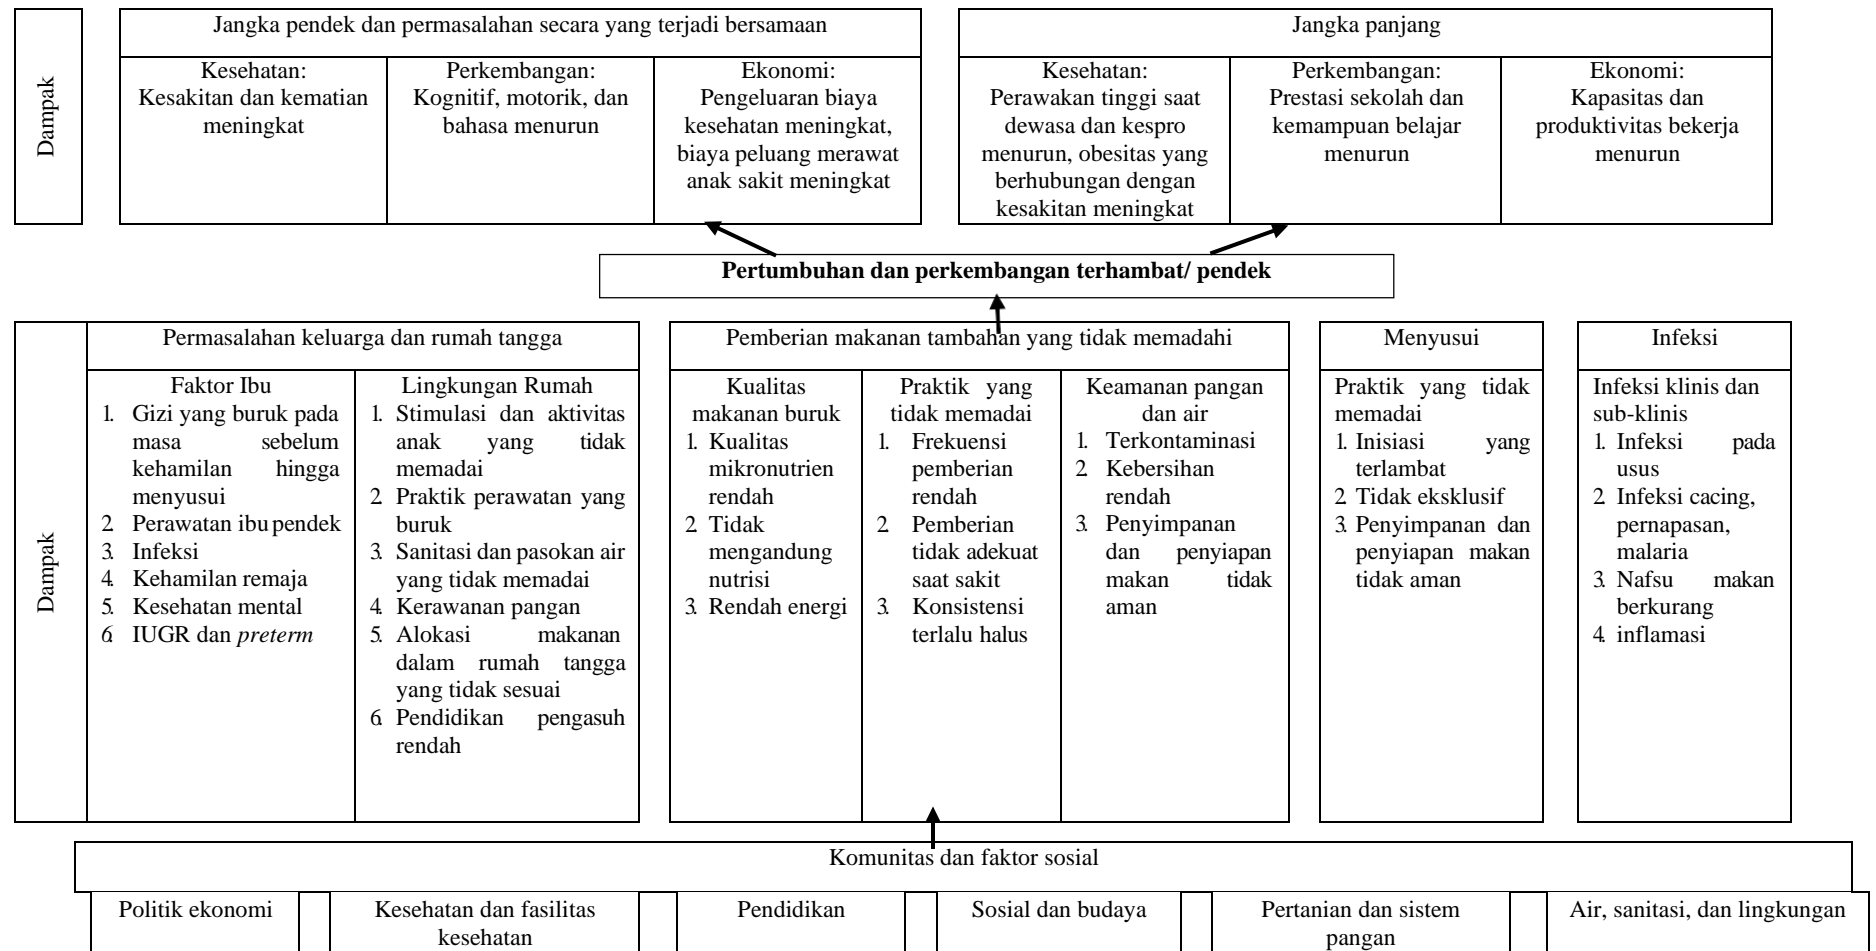 Dampak
Jangka pendek dan permasalahan secara yang terjadi bersamaan
Kesehatan:
Kesakitan dan kematian
meningkat
Perkembangan:
Kognitif, motorik, dan
bahasa menurun
Ekonomi:
Pengeluaran biaya
kesehatan meningkat,
biaya peluang merawat
anak sakit meningkat
Jangka panjang
Kesehatan:
Perawakan tinggi saat
dewasa dan kespro
menurun, obesitas yang
berhubungan dengan
kesakitan meningkat
Perkembangan:
Prestasi sekolah dan
kemampuan belajar
menurun
Ekonomi:
Kapasitas dan
produktivitas bekerja
menurun
Pertumbuhan dan perkembangan terhambat/ pendek
Dampak
Permasalahan keluarga dan rumah tangga
Faktor Ibu
1. Gizi yang buruk pada
masa sebelum
kehamilan hingga
menyusui
2. Perawatan ibu pendek
3. Infeksi
4. Kehamilan remaja
5. Kesehatan mental
6. IUGR dan preterm
Lingkungan Rumah
1. Stimulasi dan aktivitas
anak yang tidak
memadai
2. Praktik perawatan yang
buruk
3. Sanitasi dan pasokan air
yang tidak memadai
4. Kerawanan pangan
5. Alokasi makanan
dalam rumah tangga
yang tidak sesuai
6. Pendidikan pengasuh
rendah
Pemberian makanan tambahan yang tidak memadahi
Kualitas
makanan buruk
1. Kualitas
mikronutrien
rendah
2. Tidak
mengandung
nutrisi
3. Rendah energi
Praktik yang
tidak memadai
1. Frekuensi
pemberian
rendah
2. Pemberian
tidak adekuat
saat sakit
3. Konsistensi
terlalu halus
Keamanan pangan
dan air
1. Terkontaminasi
2. Kebersihan
rendah
3. Penyimpanan
dan penyiapan
makan tidak
aman
Menyusui
Praktik yang tidak
memadai
1. Inisiasi yang
terlambat
2. Tidak eksklusif
3. Penyimpanan dan
penyiapan makan
tidak aman
Infeksi
Infeksi klinis dan
sub-klinis
1. Infeksi pada
usus
2. Infeksi cacing,
pernapasan,
malaria
3. Nafsu makan
berkurang
4. inflamasi
Komunitas dan faktor sosial
Politik ekonomi
Kesehatan dan fasilitas
kesehatan
Pendidikan
Sosial dan budaya
Pertanian dan sistem
pangan
Air, sanitasi, dan lingkungan